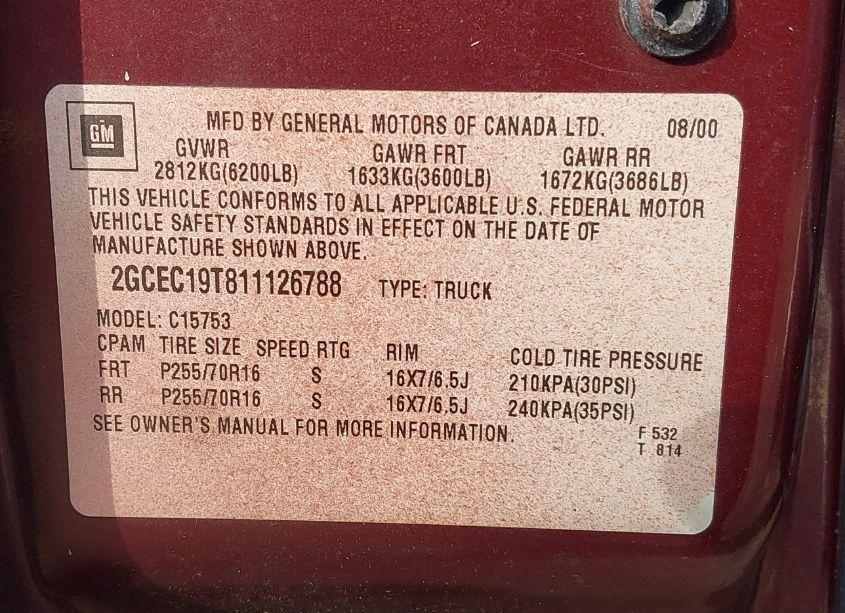 GM
MFD BY GENERAL MOTORS OF CANADA LTD. 08/00
GVWR GAWR FRT GAWR RR
2812KG(6200LB) 1633KG(3600LB) 1672KG(3686LB)
THIS VEHICLE CONFORMS TO ALL APPLICABLE U.S. FEDERAL MOTOR
VEHICLE SAFETY STANDARDS IN EFFECT ON THE DATE OF
MANUFACTURE SHOWN ABOVE.
2GCEC19T811126788 TYPE: TRUCK
MODEL: C15753
CPAM TIRE SIZE SPEED RTG RIM COLD TIRE PRESSURE
FRT P255/70R16 S 16X7/6.5J 210KPA(30PSI)
RR P255/70R16 S 16X7/6.5J 240KPA(35PSI)
SEE OWNER'S MANUAL FOR MORE INFORMATION.
F 532
T 814